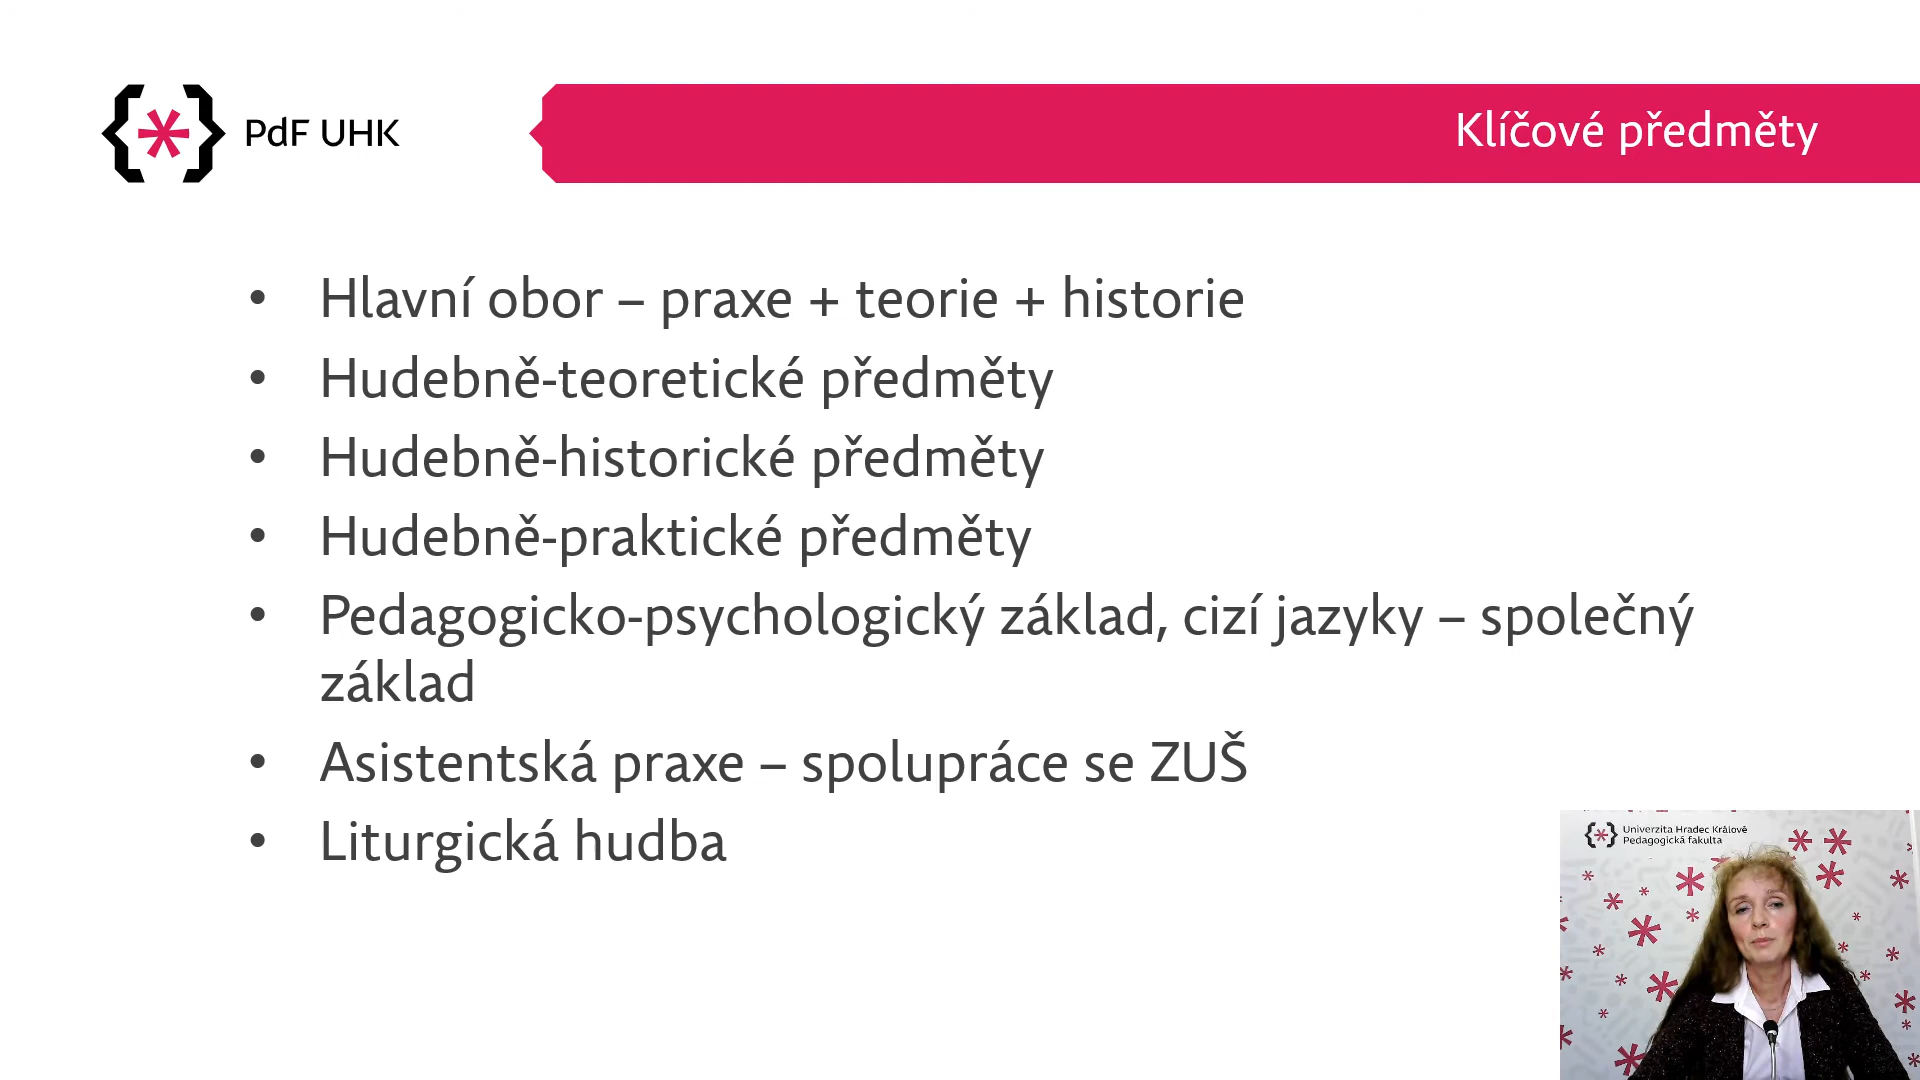 PdF UHK
Klíčové předměty
• Hlavní obor – praxe + teorie + historie
• Hudebně-teoretické předměty
• Hudebně-historické předměty
• Hudebně-praktické předměty
• Pedagogicko-psychologický základ, cizí jazyky – společný
základ
• Asistentská praxe – spolupráce se ZUŠ
• Liturgická hudba
Univerzita Hradec Králové
Pedagogická fakulta